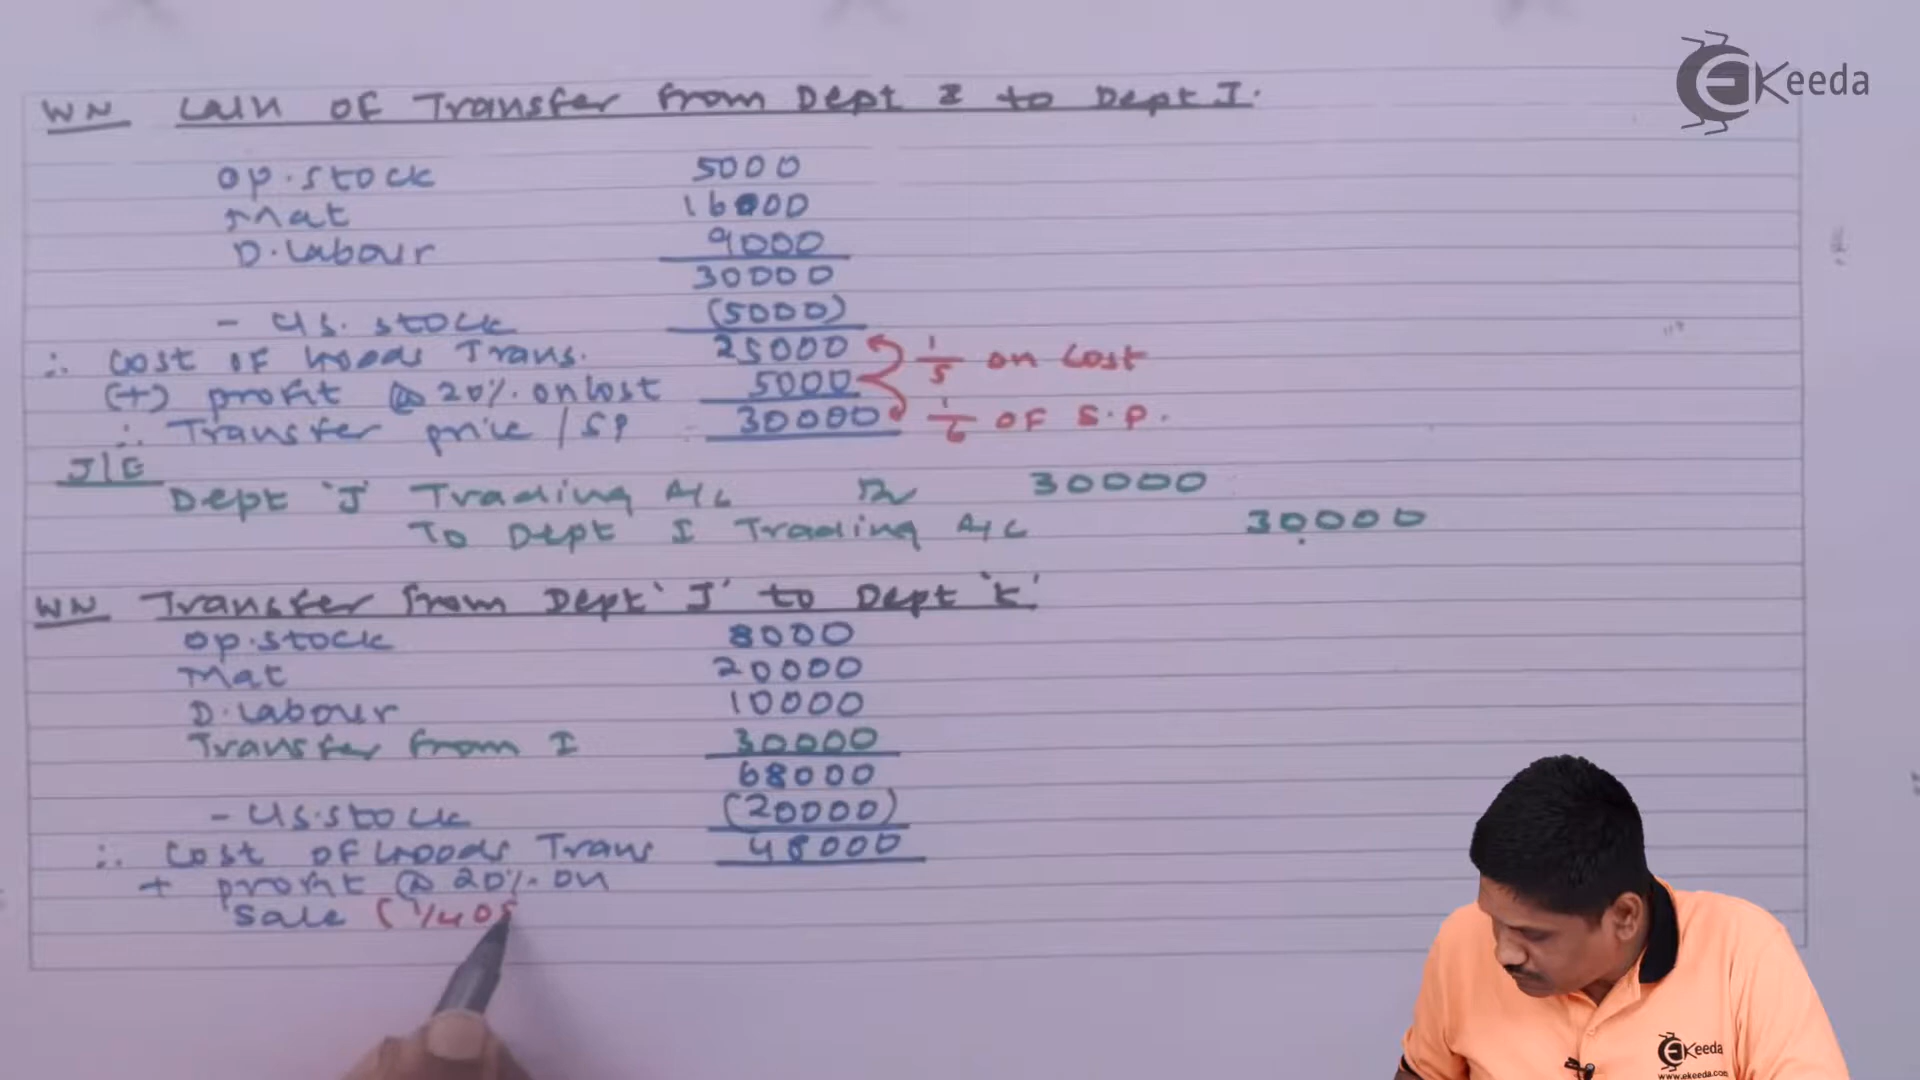 eKeeda
WN Caln of Transfer from Dept I to Dept J.
Op. stock 5000
Mat 16000
D. Labour 9000
30000
- Cls. stock (5000)
∴ Cost of Goods Trans. 25000 1/5 on Cost
(+) profit @ 20% on Cost 5000
∴ Transfer price / SP 30000 1/6 OF S.P.
J/E
Dept 'J' Trading A/c Dr 30000
To Dept I Trading A/c 30000
WN Transfer from Dept 'J' to Dept 'K'
Op. stock 8000
Mat 20000
D. Labour 10000
Transfer from I 30000
68000
- Cls. stock (20000)
∴ Cost of Goods Trans 48000
+ profit @ 20% on
Sale (1/4 of
eKeeda
www.ekeeda.com